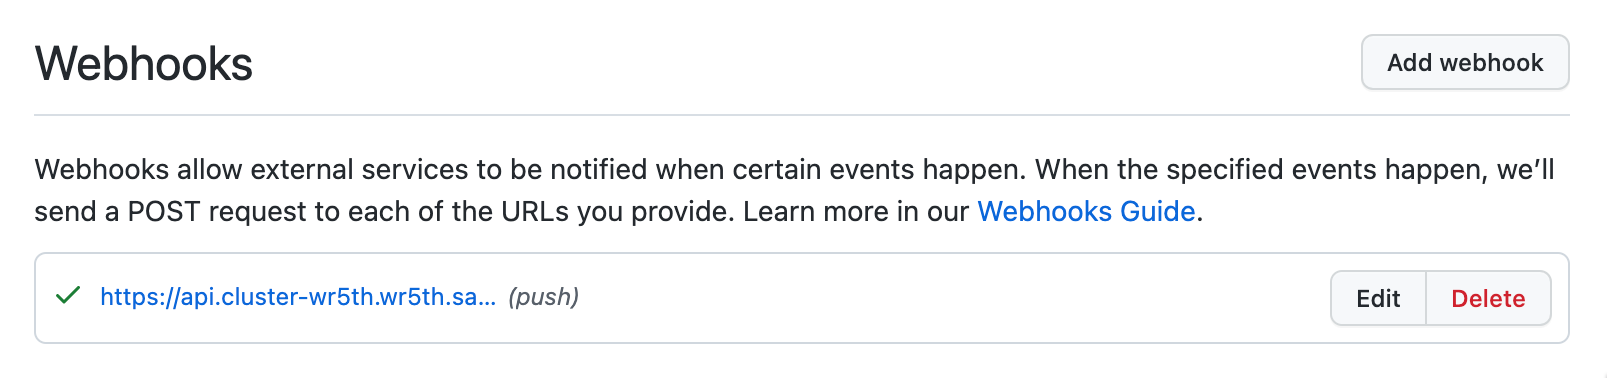 Webhooks
Add webhook
Webhooks allow external services to be notified when certain events happen. When the specified events happen, we’ll
send a POST request to each of the URLs you provide. Learn more in our Webhooks Guide.
https://api.cluster-wr5th.wr5th.sa... (push)
Edit
Delete